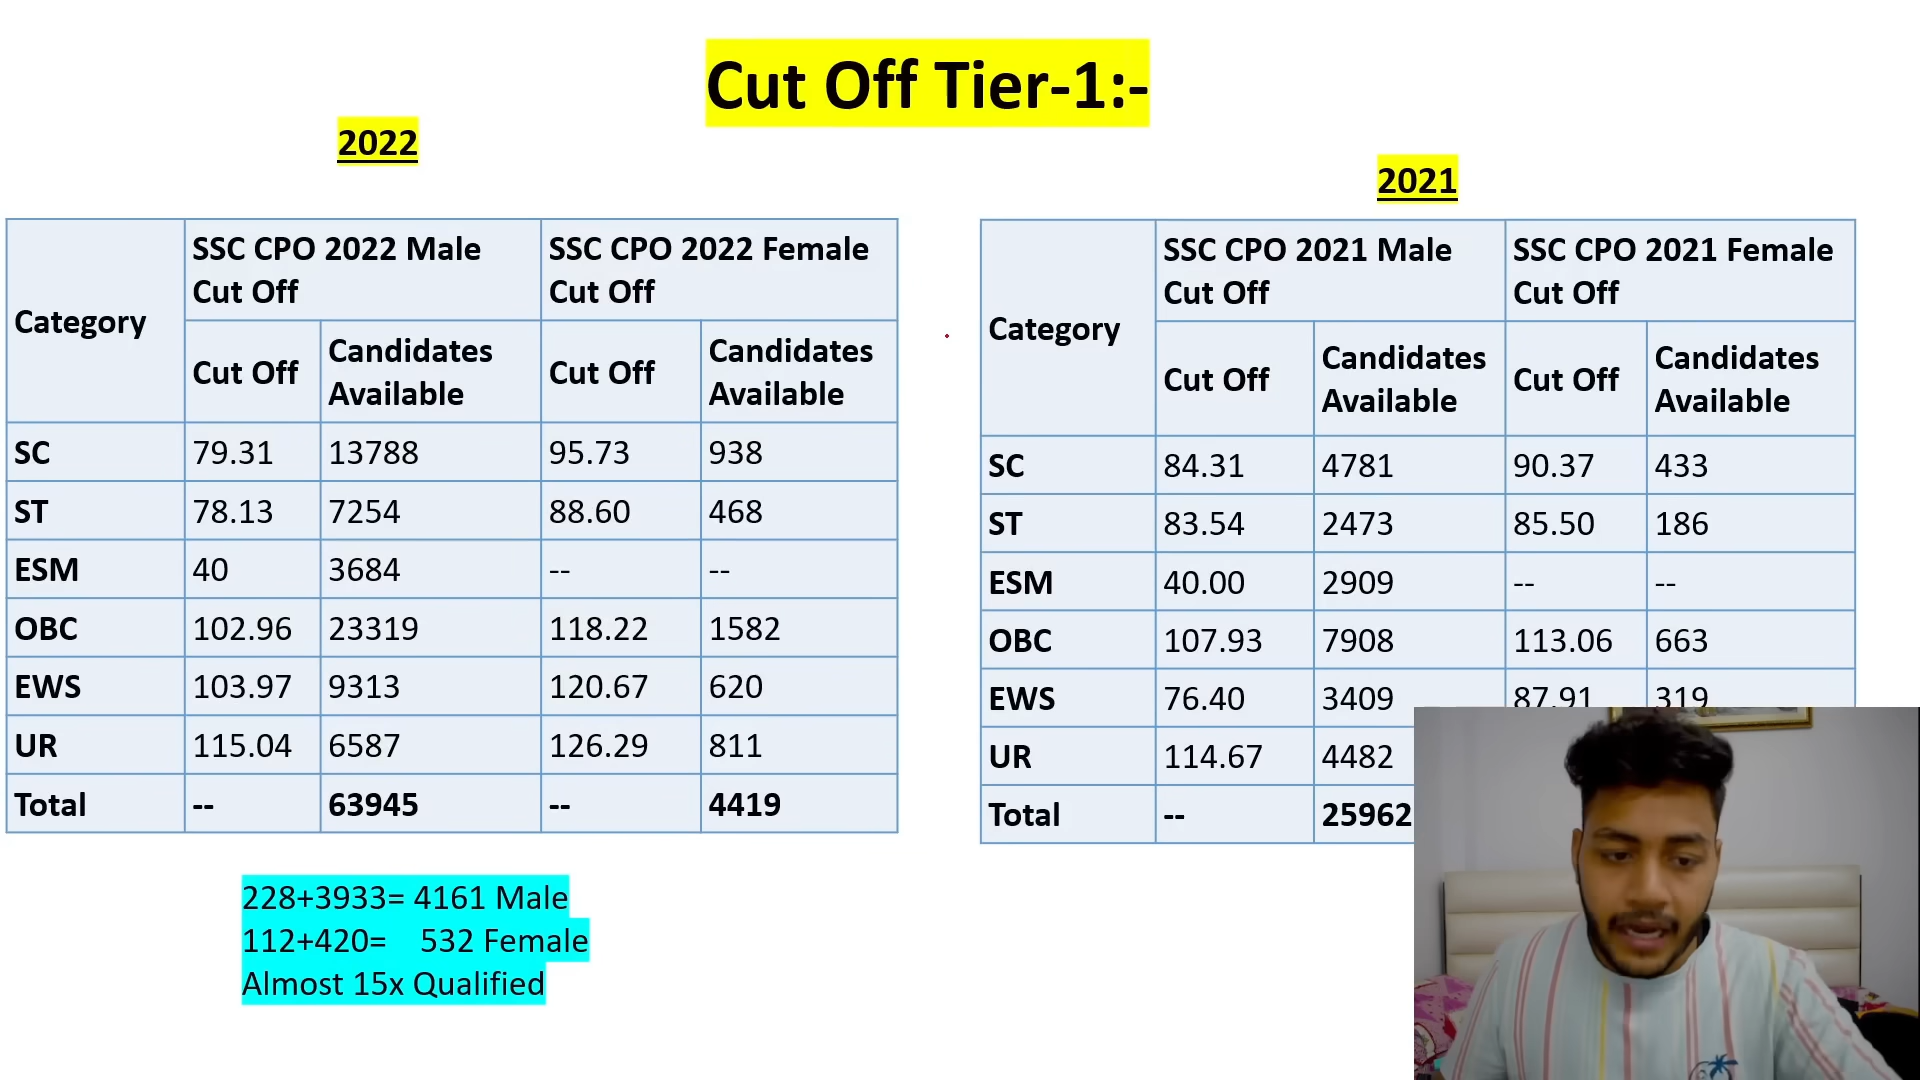 Cut Off Tier-1:-
2022
Category
SSC CPO 2022 Male
Cut Off
SSC CPO 2022 Female
Cut Off
Cut Off
Candidates
Available
Cut Off
Candidates
Available
SC 79.31 13788 95.73 938
ST 78.13 7254 88.60 468
ESM 40 3684 -- --
OBC 102.96 23319 118.22 1582
EWS 103.97 9313 120.67 620
UR 115.04 6587 126.29 811
Total -- 63945 -- 4419
228+3933= 4161 Male
112+420= 532 Female
Almost 15x Qualified
2021
Category
SSC CPO 2021 Male
Cut Off
SSC CPO 2021 Female
Cut Off
Cut Off
Candidates
Available
Cut Off
Candidates
Available
SC 84.31 4781 90.37 433
ST 83.54 2473 85.50 186
ESM 40.00 2909 -- --
OBC 107.93 7908 113.06 663
EWS 76.40 3409 87.91 319
UR 114.67 4482
Total -- 25962